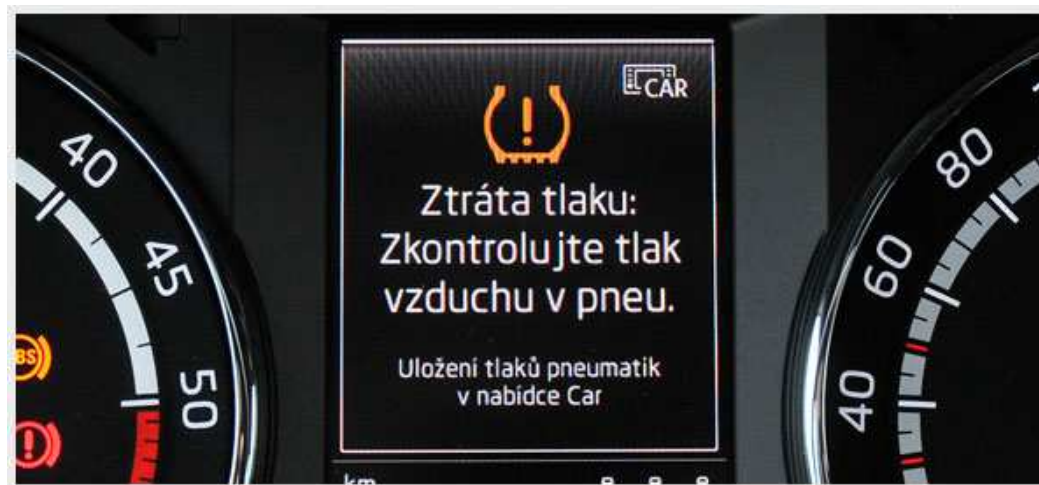 CAR
Ztráta tlaku:
Zkontrolujte tlak
vzduchu v pneu.
Uložení tlaků pneumatik
v nabídce Car
km
40
45
50
80
60
40